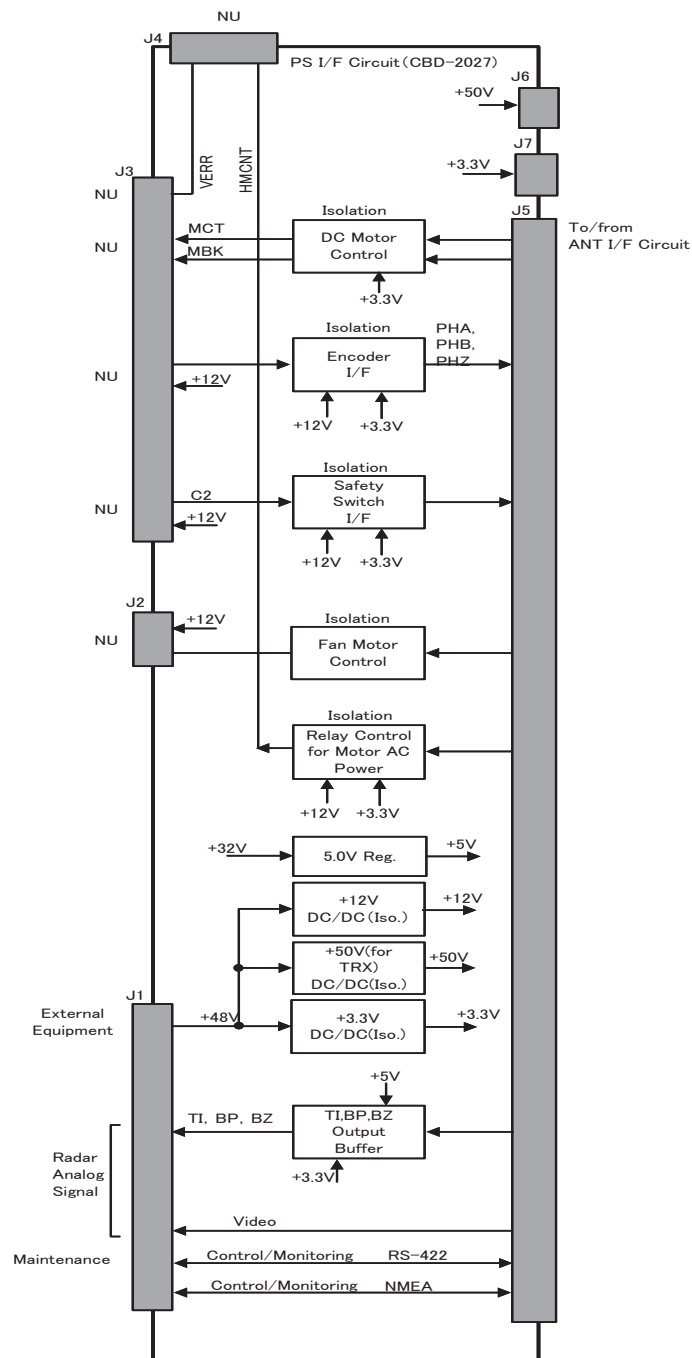 NU
J4
PS I/F Circuit(CBD-2027)
J6
+50V
J7
+3.3V
J3
VERR
HMCNT
NU
J5
Isolation
To/from
ANT I/F Circuit
MCT
DC Motor
Control
NU
MBK
+3.3V
Isolation
PHA,
PHB,
PHZ
Encoder
I/F
NU
+12V
+12V
+3.3V
Isolation
C2
Safety
Switch
I/F
NU
+12V
+12V
+3.3V
J2
+12V
Isolation
NU
Fan Motor
Control
Isolation
Relay Control
for Motor AC
Power
+12V
+3.3V
+32V
5.0V Reg.
+5V
+12V
DC/DC(Iso.)
+12V
+50V(for
TRX)
DC/DC(Iso.)
+50V
J1
External
Equipment
+48V
+3.3V
DC/DC(Iso.)
+3.3V
+5V
TI, BP, BZ
TI,BP,BZ
Output
Buffer
Radar
Analog
Signal
+3.3V
Video
Maintenance
Control/Monitoring RS-422
Control/Monitoring NMEA